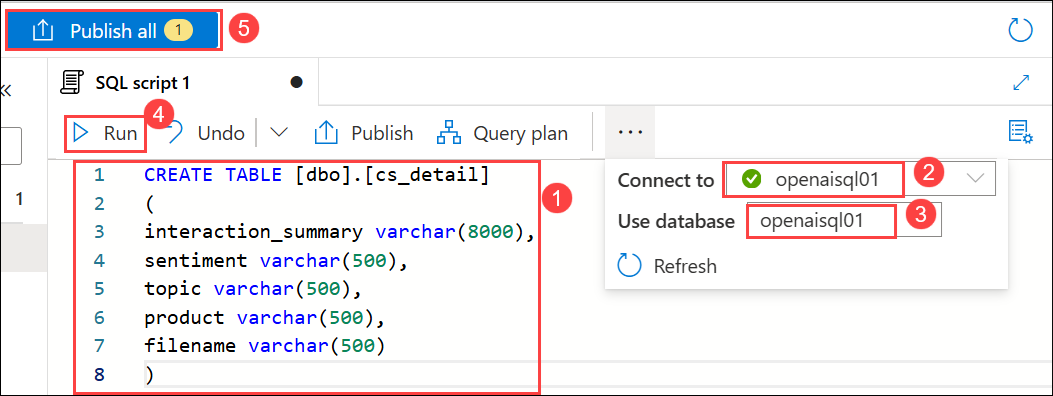 Publish all 1 5
SQL script 1
4
Run Undo Publish Query plan ...
1 CREATE TABLE [dbo].[cs_detail]
2 (
3 interaction_summary varchar(8000),
4 sentiment varchar(500),
5 topic varchar(500),
6 product varchar(500),
7 filename varchar(500)
8 )
1
1
Connect to openaisql01 2
Use database openaisql01 3
Refresh